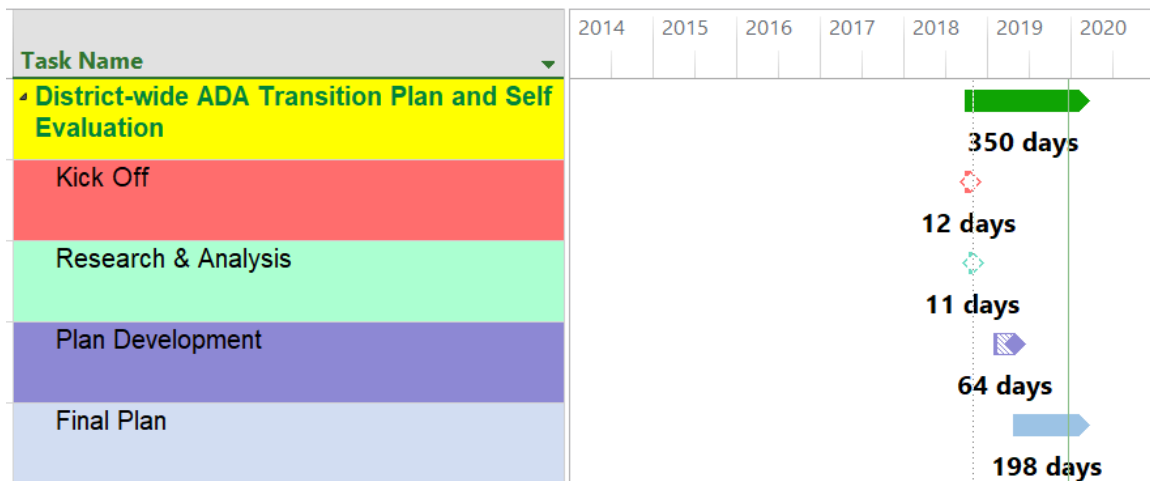 2014 2015 2016 2017 2018 2019 2020
Task Name
District-wide ADA Transition Plan and Self
Evaluation
350 days
Kick Off
12 days
Research & Analysis
11 days
Plan Development
64 days
Final Plan
198 days